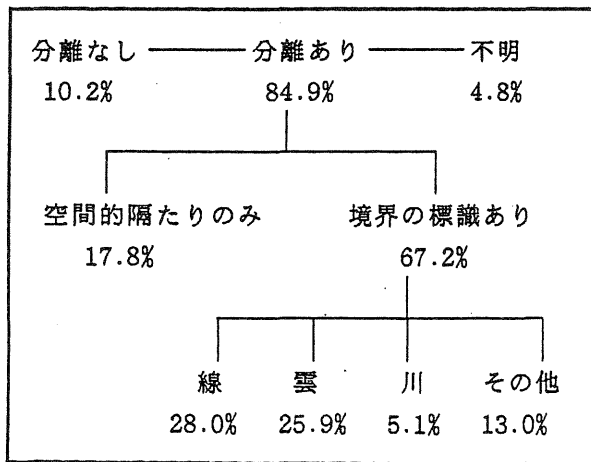 分離なし 分離あり 不明
10.2% 84.9% 4.8%
空間的隔たりのみ 境界の標識あり
17.8% 67.2%
線 雲 川 その他
28.0% 25.9% 5.1% 13.0%